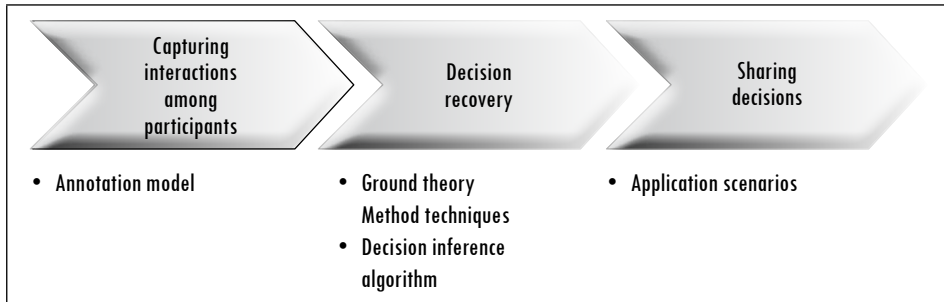 Capturing
interactions
among
participants
Decision
recovery
Sharing
decisions
• Annotation model
• Ground theory
Method techniques
• Decision inference
algorithm
• Application scenarios